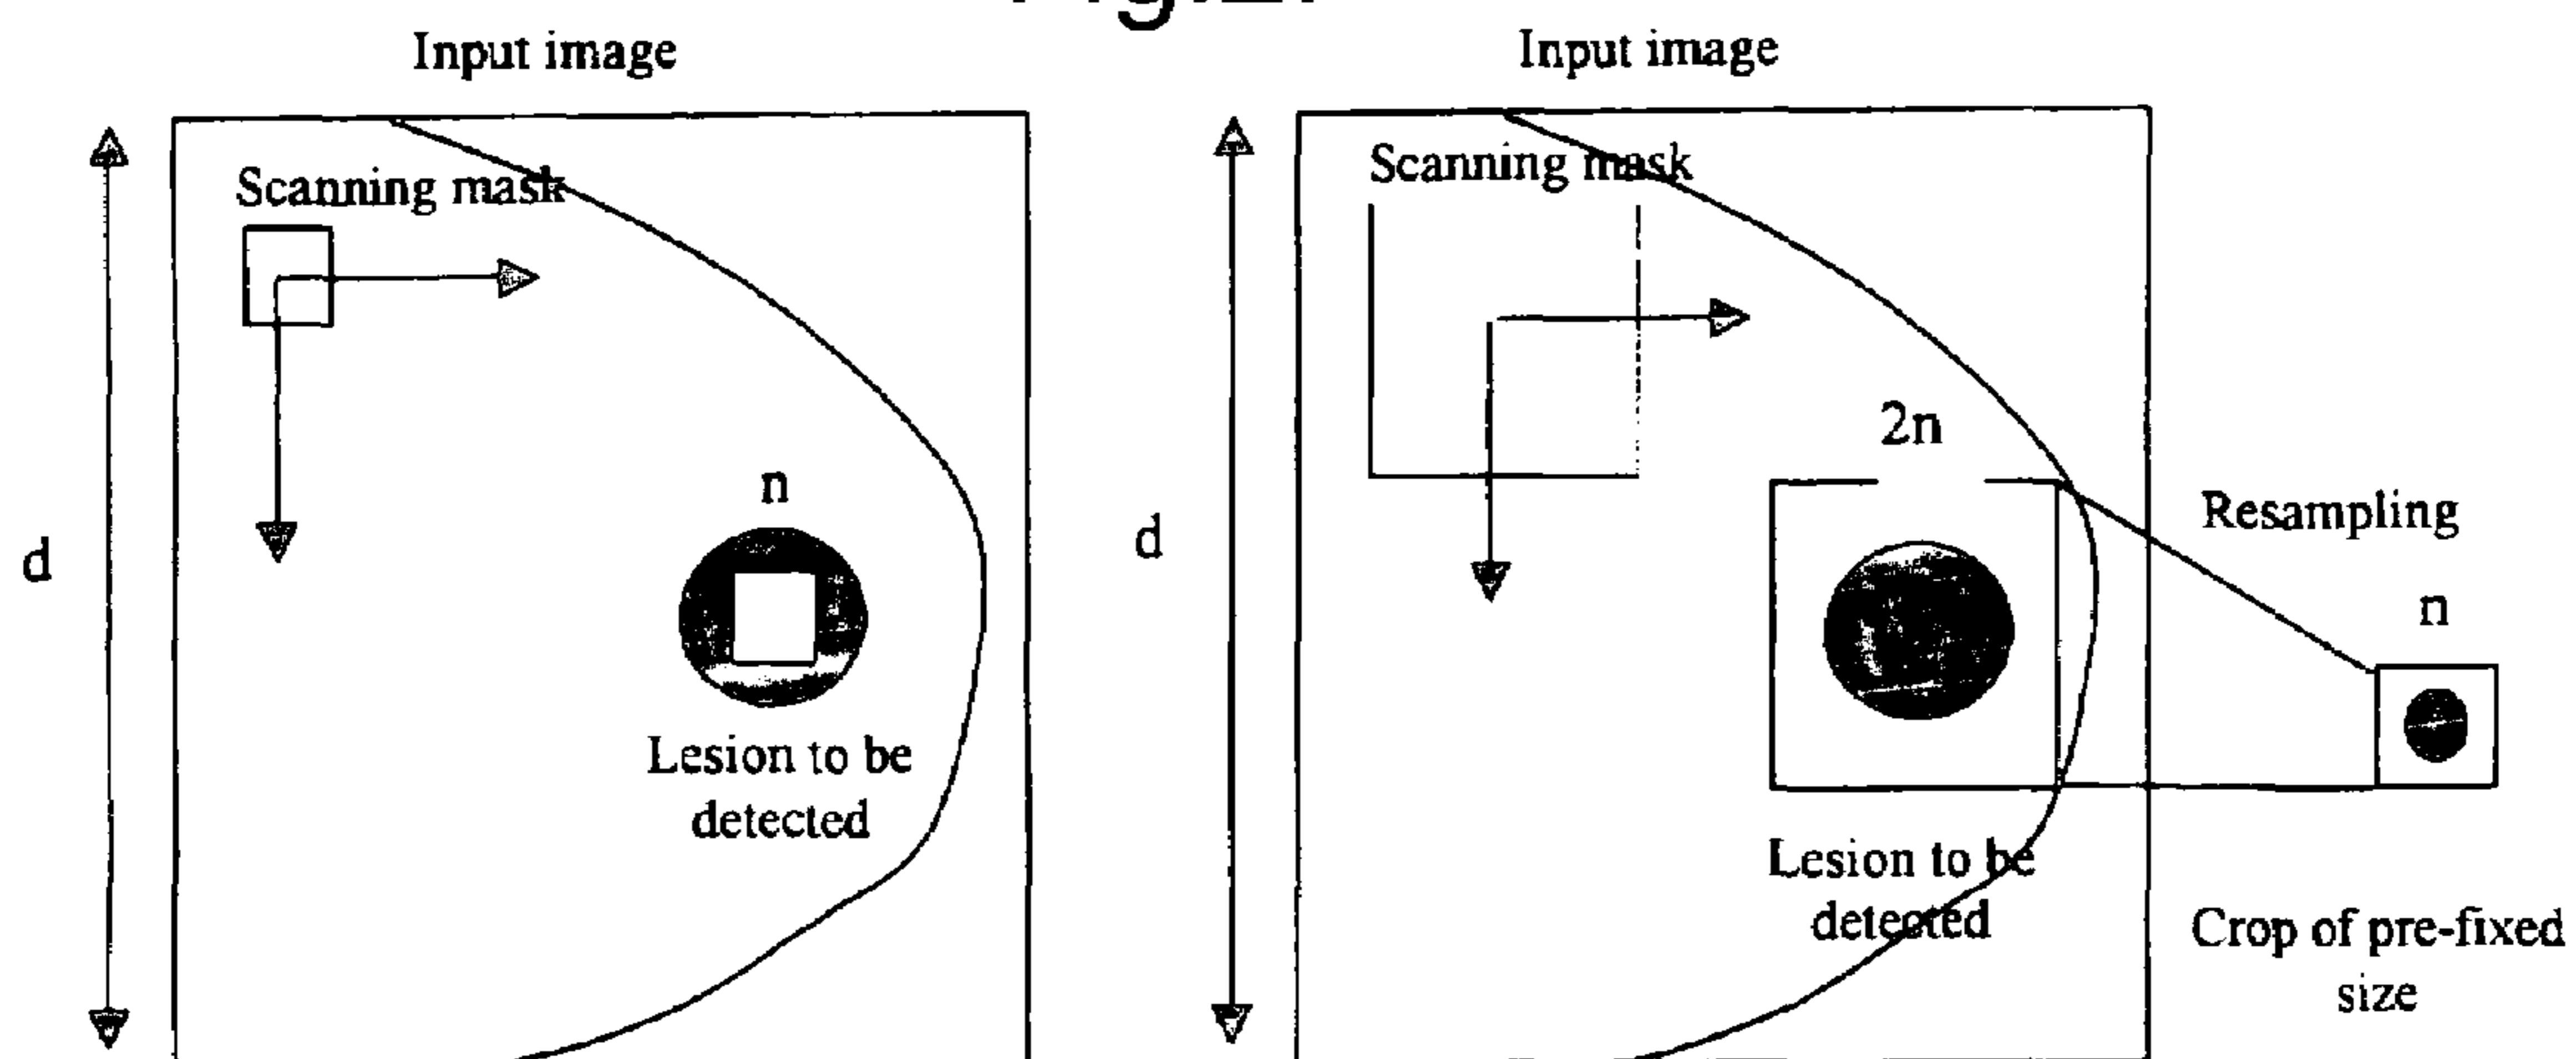 Input image
Scanning mask
d
n
Lesion to be
detected
Input image
Scanning mask
d
2n
Lesion to be
detected
Resampling
n
Crop of pre-fixed
size